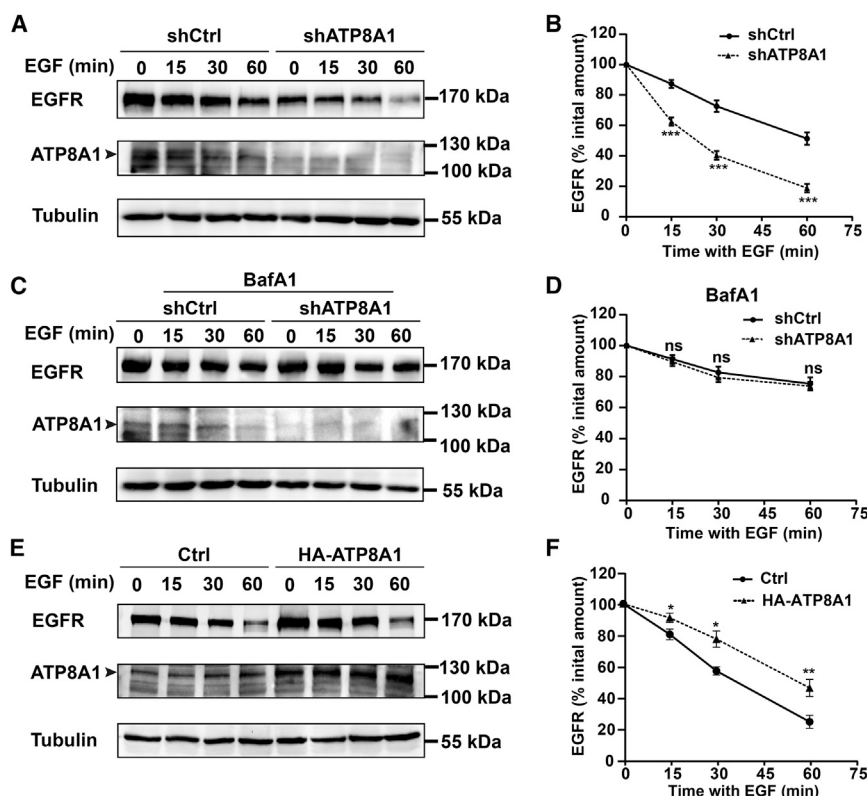 A
shCtrl shATP8A1
EGF (min) 0 15 30 60 0 15 30 60
EGFR 170 kDa
ATP8A1 130 kDa
100 kDa
Tubulin 55 kDa
B
shCtrl
shATP8A1
EGFR (% inital amount)
120
100
80
60
40
20
0
*** *** ***
0 15 30 45 60 75
Time with EGF (min)
C
BafA1
shCtrl shATP8A1
EGF (min) 0 15 30 60 0 15 30 60
EGFR 170 kDa
ATP8A1 130 kDa
100 kDa
Tubulin 55 kDa
D
BafA1
shCtrl
shATP8A1
EGFR (% inital amount)
120
100
80
60
40
20
0
ns ns ns
0 15 30 45 60 75
Time with EGF (min)
E
Ctrl HA-ATP8A1
EGF (min) 0 15 30 60 0 15 30 60
EGFR 170 kDa
ATP8A1 130 kDa
100 kDa
Tubulin 55 kDa
F
Ctrl
HA-ATP8A1
EGFR (% inital amount)
120
100
80
60
40
20
0
* * **
0 15 30 45 60 75
Time with EGF (min)